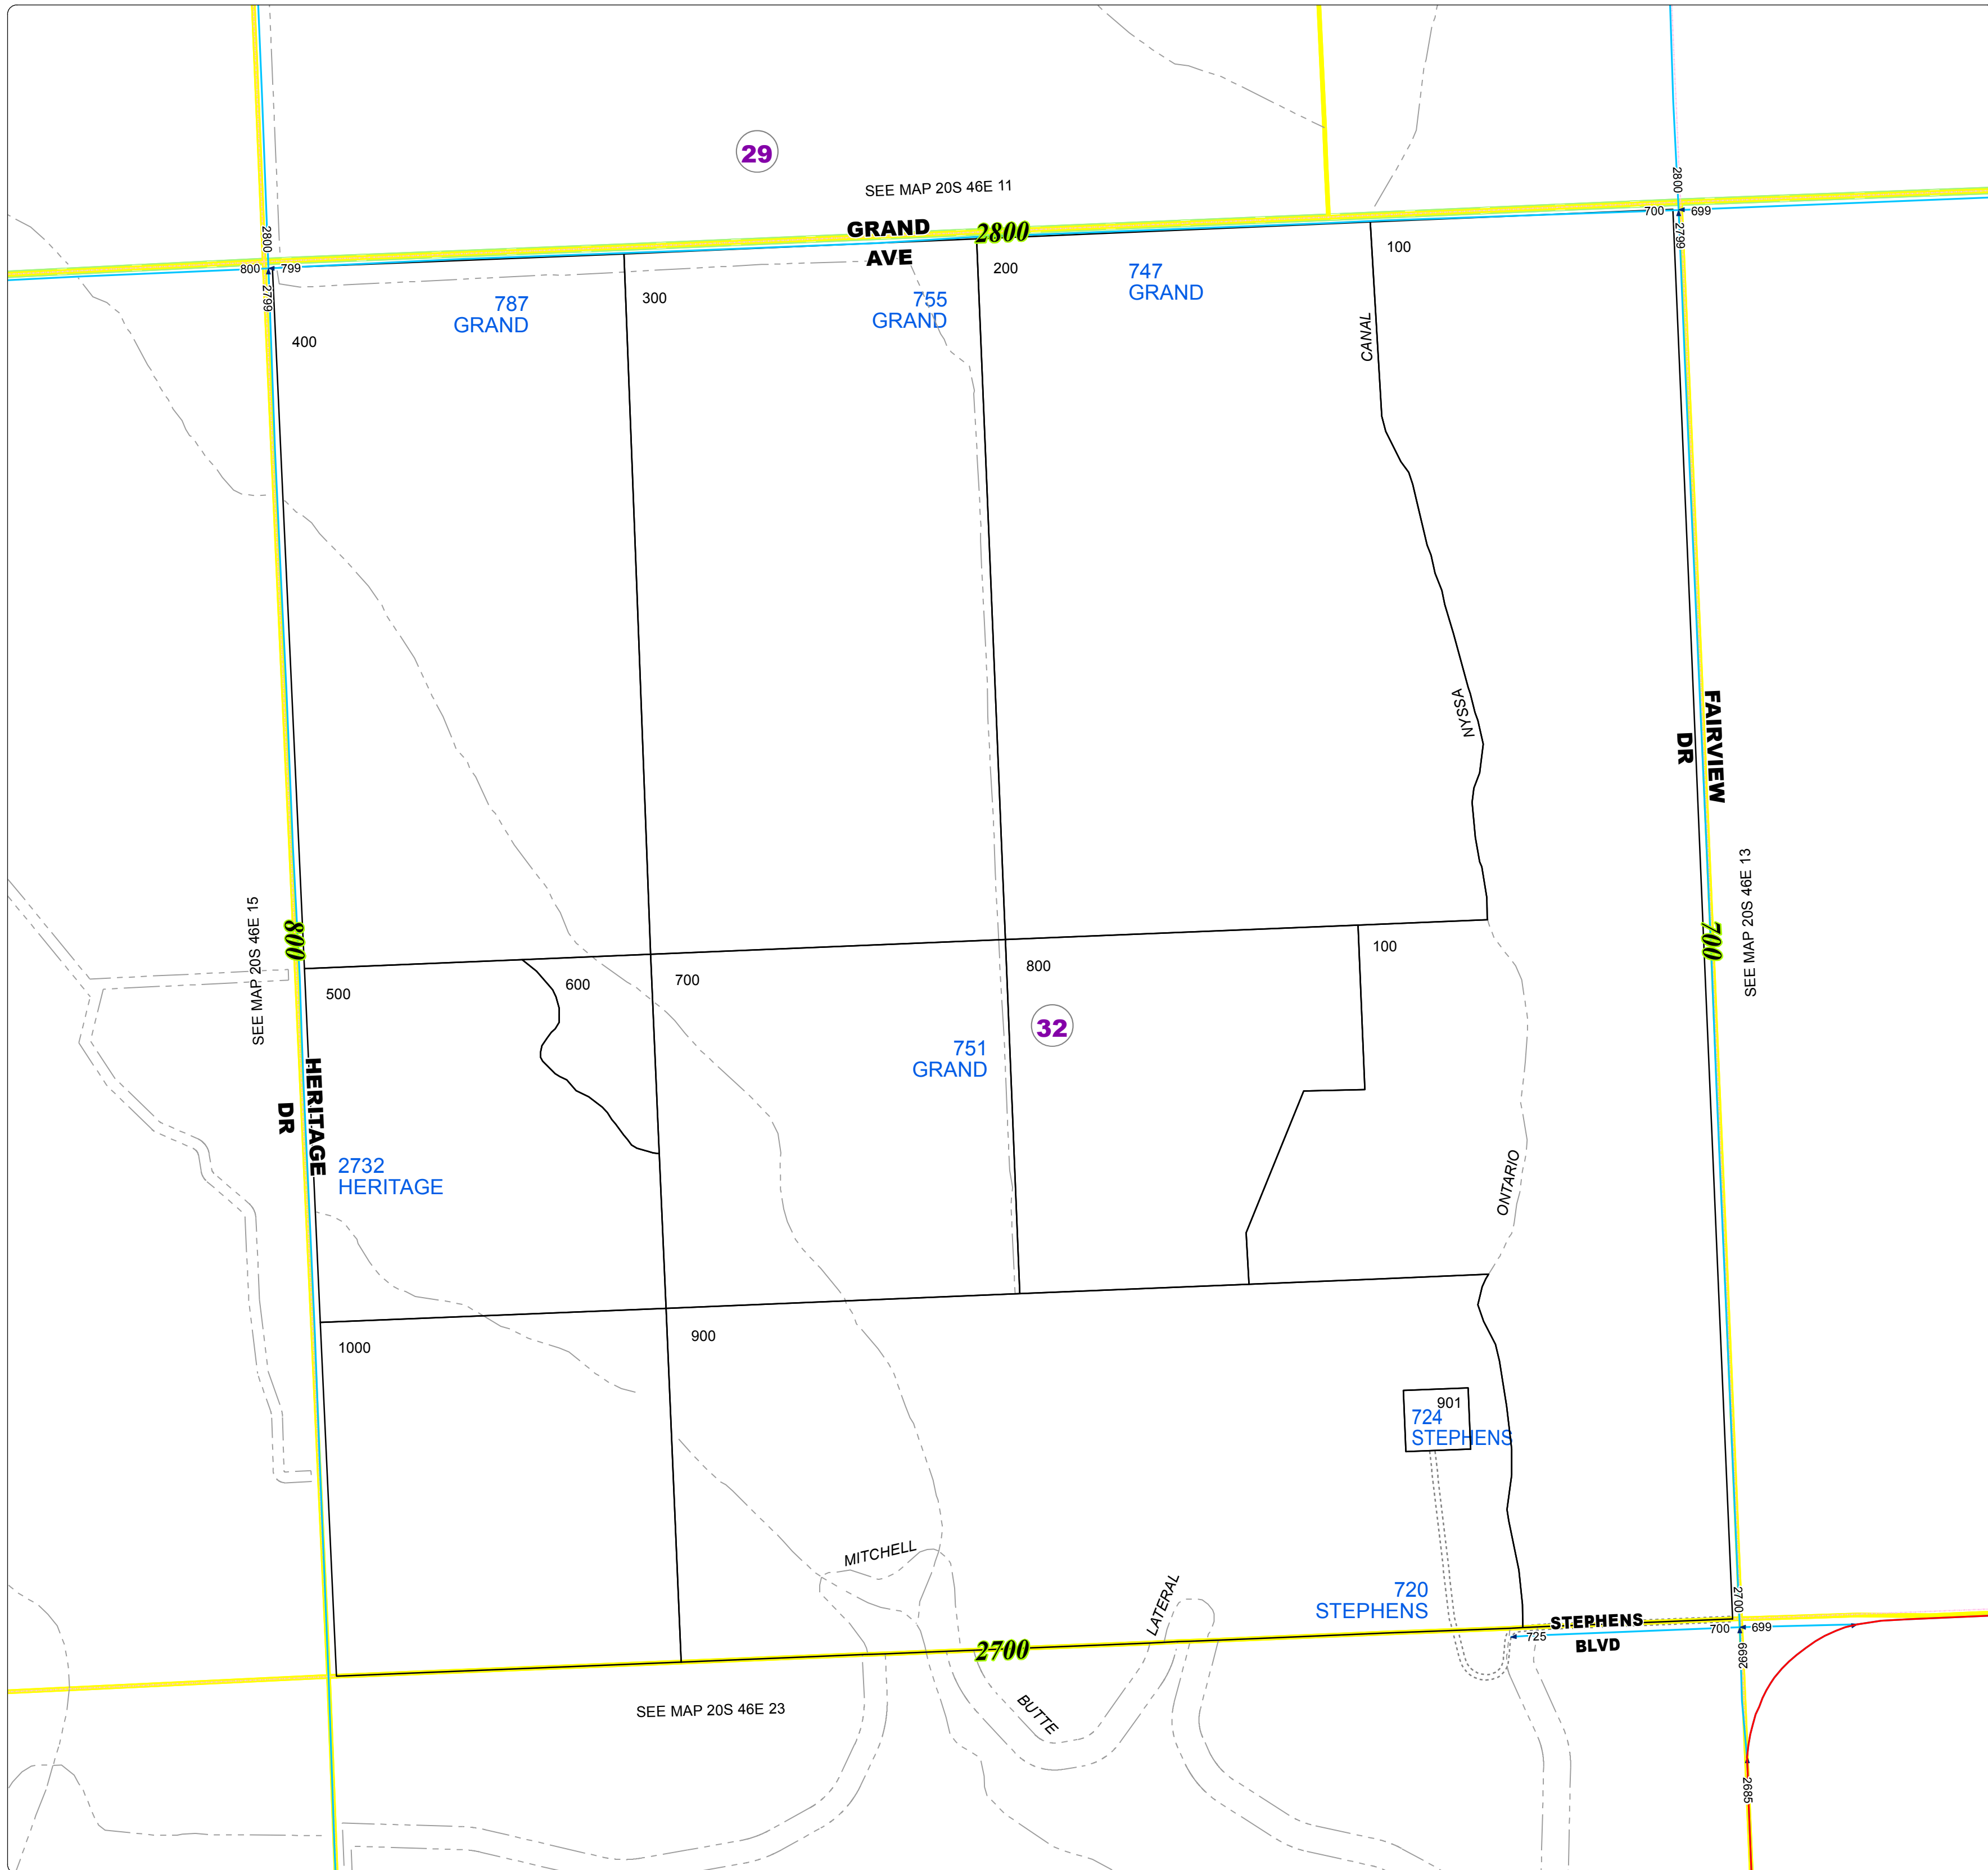 29
SEE MAP 20S 46E 11
GRAND
AVE
2800
2800
800
799
2799
2800
700
699
2799
787
GRAND
300
755
GRAND
200
747
GRAND
100
400
CANAL
NYSSA
FAIRVIEW
DR
SEE MAP 20S 46E 13
700
SEE MAP 20S 46E 15
800
HERITAGE
DR
500
600
700
800
100
32
751
GRAND
2732
HERITAGE
ONTARIO
1000
900
901
724
STEPHENS
MITCHELL
LATERAL
720
STEPHENS
STEPHENS
BLVD
725
700
699
2700
2699
2700
SEE MAP 20S 46E 23
BUTTE
2685